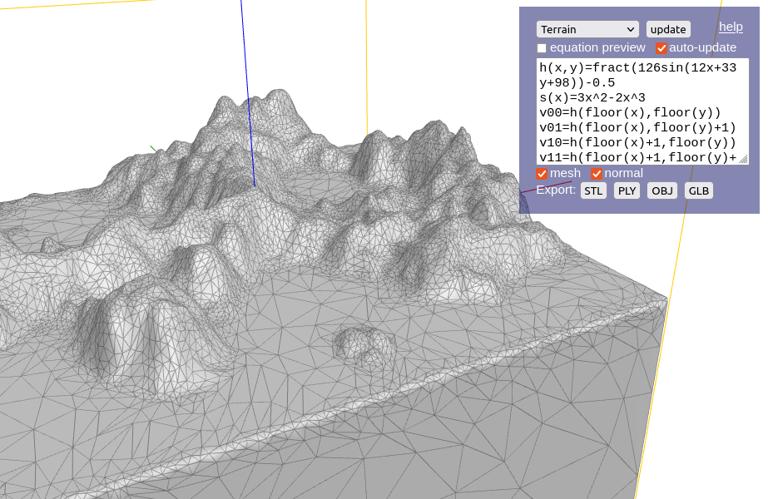 Terrain
update
help
equation preview
auto-update
h(x,y)=fract(126sin(12x+33
y+98))-0.5
s(x)=3x^2-2x^3
v00=h(floor(x),floor(y))
v01=h(floor(x),floor(y)+1)
v10=h(floor(x)+1,floor(y))
v11=h(floor(x)+1,floor(y)+
mesh
normal
Export:
STL
PLY
OBJ
GLB